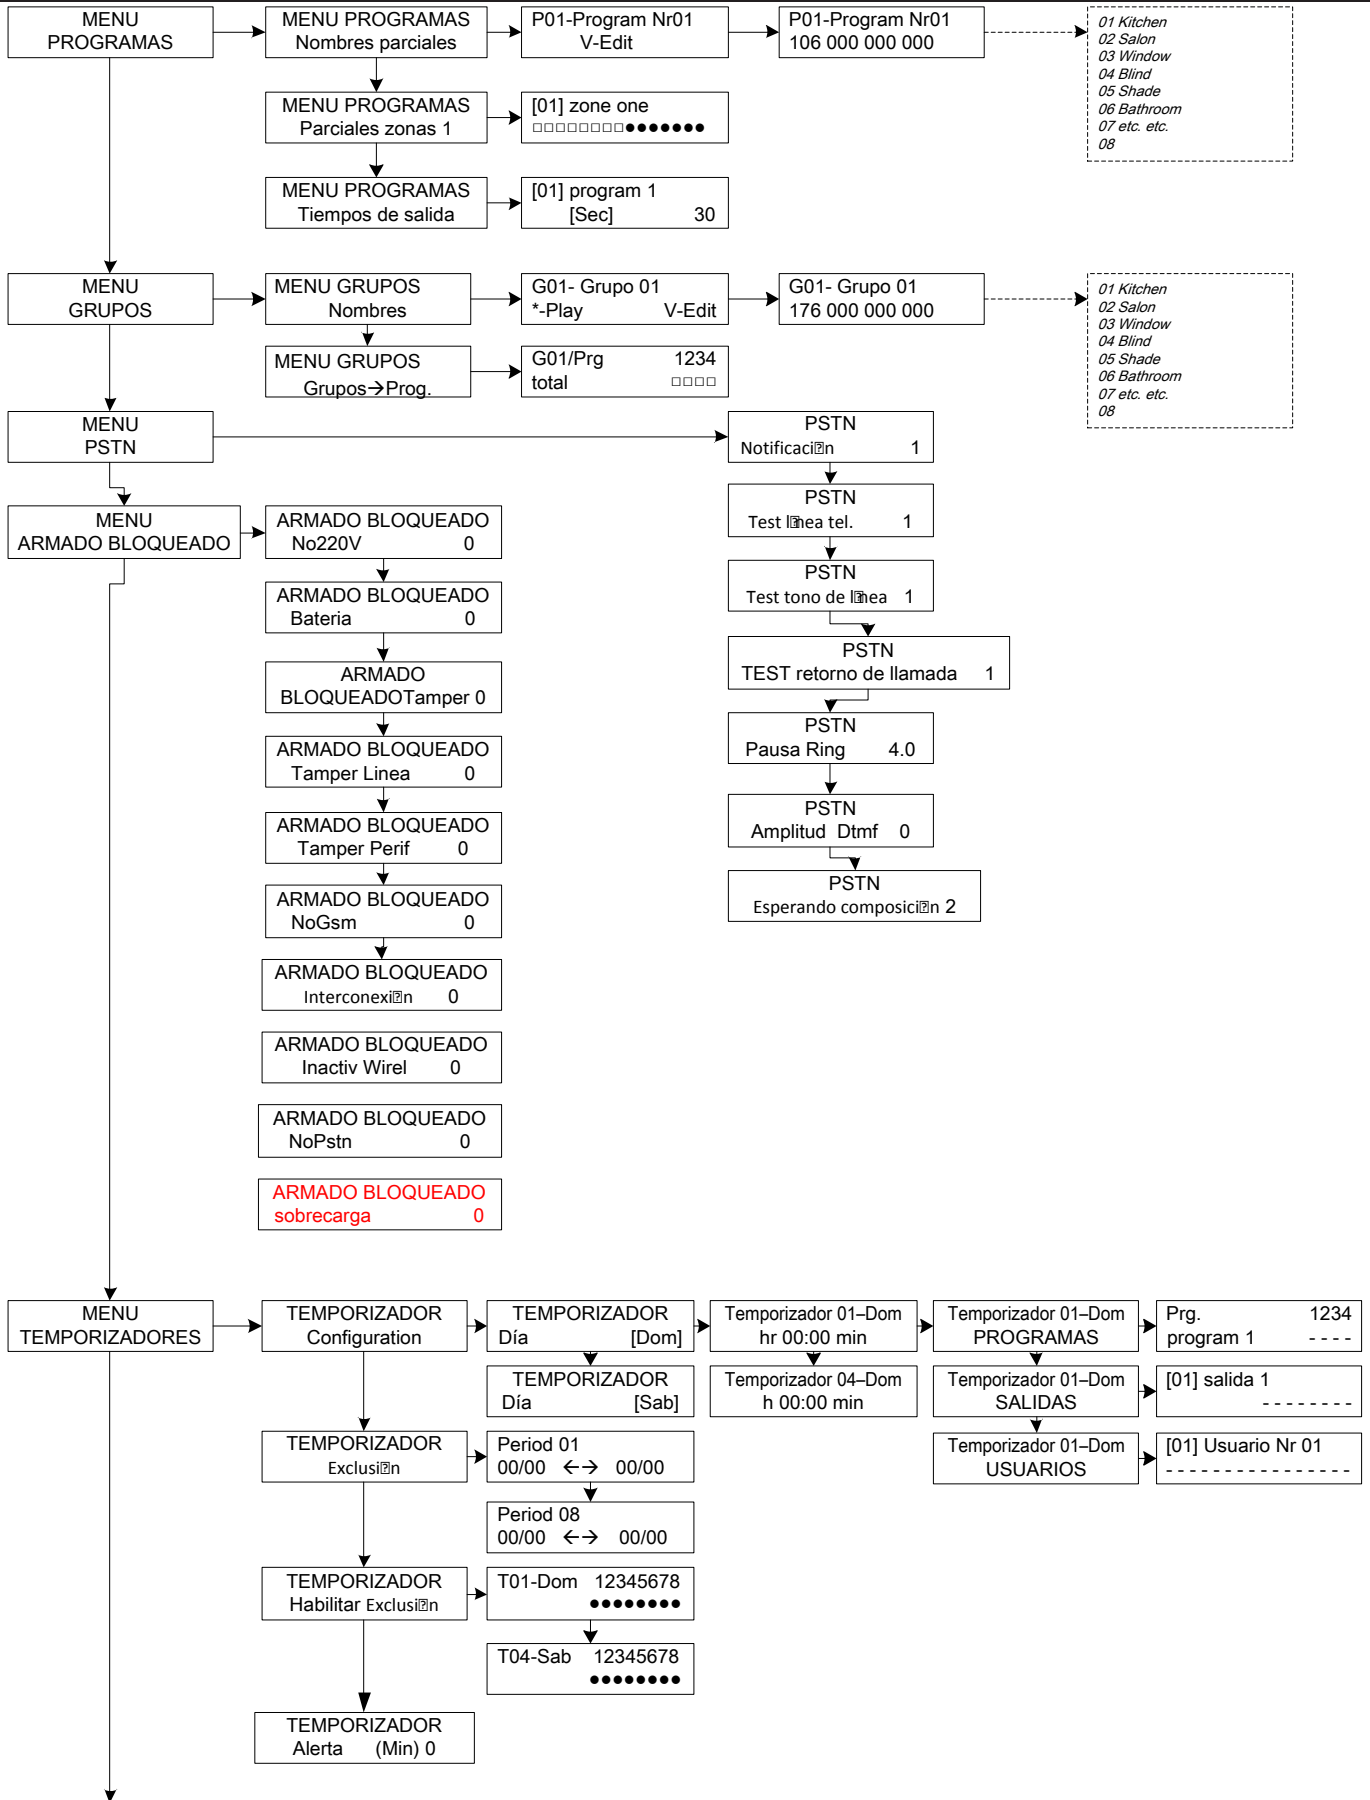 MENU
PROGRAMAS
MENU PROGRAMAS
Nombres parciales
P01-Program Nr01
V-Edit
P01-Program Nr01
106 000 000 000
01 Kitchen
02 Salon
03 Window
04 Blind
05 Shade
06 Bathroom
07 etc. etc.
08
MENU PROGRAMAS
Parciales zonas 1
[01] zone one
□□□□□□□□●●●●●●●
MENU PROGRAMAS
Tiempos de salida
[01] program 1
[Sec] 30
MENU
GRUPOS
MENU GRUPOS
Nombres
G01- Grupo 01
*-Play V-Edit
G01- Grupo 01
176 000 000 000
01 Kitchen
02 Salon
03 Window
04 Blind
05 Shade
06 Bathroom
07 etc. etc.
08
MENU GRUPOS
Grupos→Prog.
G01/Prg 1234
total □□□□
MENU
PSTN
PSTN
Notificaci⍰n 1
PSTN
Test l⍰nea tel. 1
PSTN
Test tono de l⍰nea 1
PSTN
TEST retorno de llamada 1
PSTN
Pausa Ring 4.0
PSTN
Amplitud Dtmf 0
PSTN
Esperando composici⍰n 2
MENU
ARMADO BLOQUEADO
ARMADO BLOQUEADO
No220V 0
ARMADO BLOQUEADO
Bateria 0
ARMADO
BLOQUEADOTamper 0
ARMADO BLOQUEADO
Tamper Linea 0
ARMADO BLOQUEADO
Tamper Perif 0
ARMADO BLOQUEADO
NoGsm 0
ARMADO BLOQUEADO
Interconexi⍰n 0
ARMADO BLOQUEADO
Inactiv Wirel 0
ARMADO BLOQUEADO
NoPstn 0
ARMADO BLOQUEADO
sobrecarga 0
MENU
TEMPORIZADORES
TEMPORIZADOR
Configuration
TEMPORIZADOR
Día [Dom]
Temporizador 01–Dom
hr 00:00 min
Temporizador 01–Dom
PROGRAMAS
Prg. 1234
program 1 - - - -
TEMPORIZADOR
Día [Sab]
Temporizador 04–Dom
h 00:00 min
Temporizador 01–Dom
SALIDAS
[01] salida 1
- - - - - - - -
TEMPORIZADOR
Exclusi⍰n
Period 01
00/00 ←→ 00/00
Temporizador 01–Dom
USUARIOS
[01] Usuario Nr 01
- - - - - - - - - - - - - - - -
Period 08
00/00 ←→ 00/00
TEMPORIZADOR
Habilitar Exclusi⍰n
T01-Dom 12345678
●●●●●●●●
T04-Sab 12345678
●●●●●●●●
TEMPORIZADOR
Alerta (Min) 0